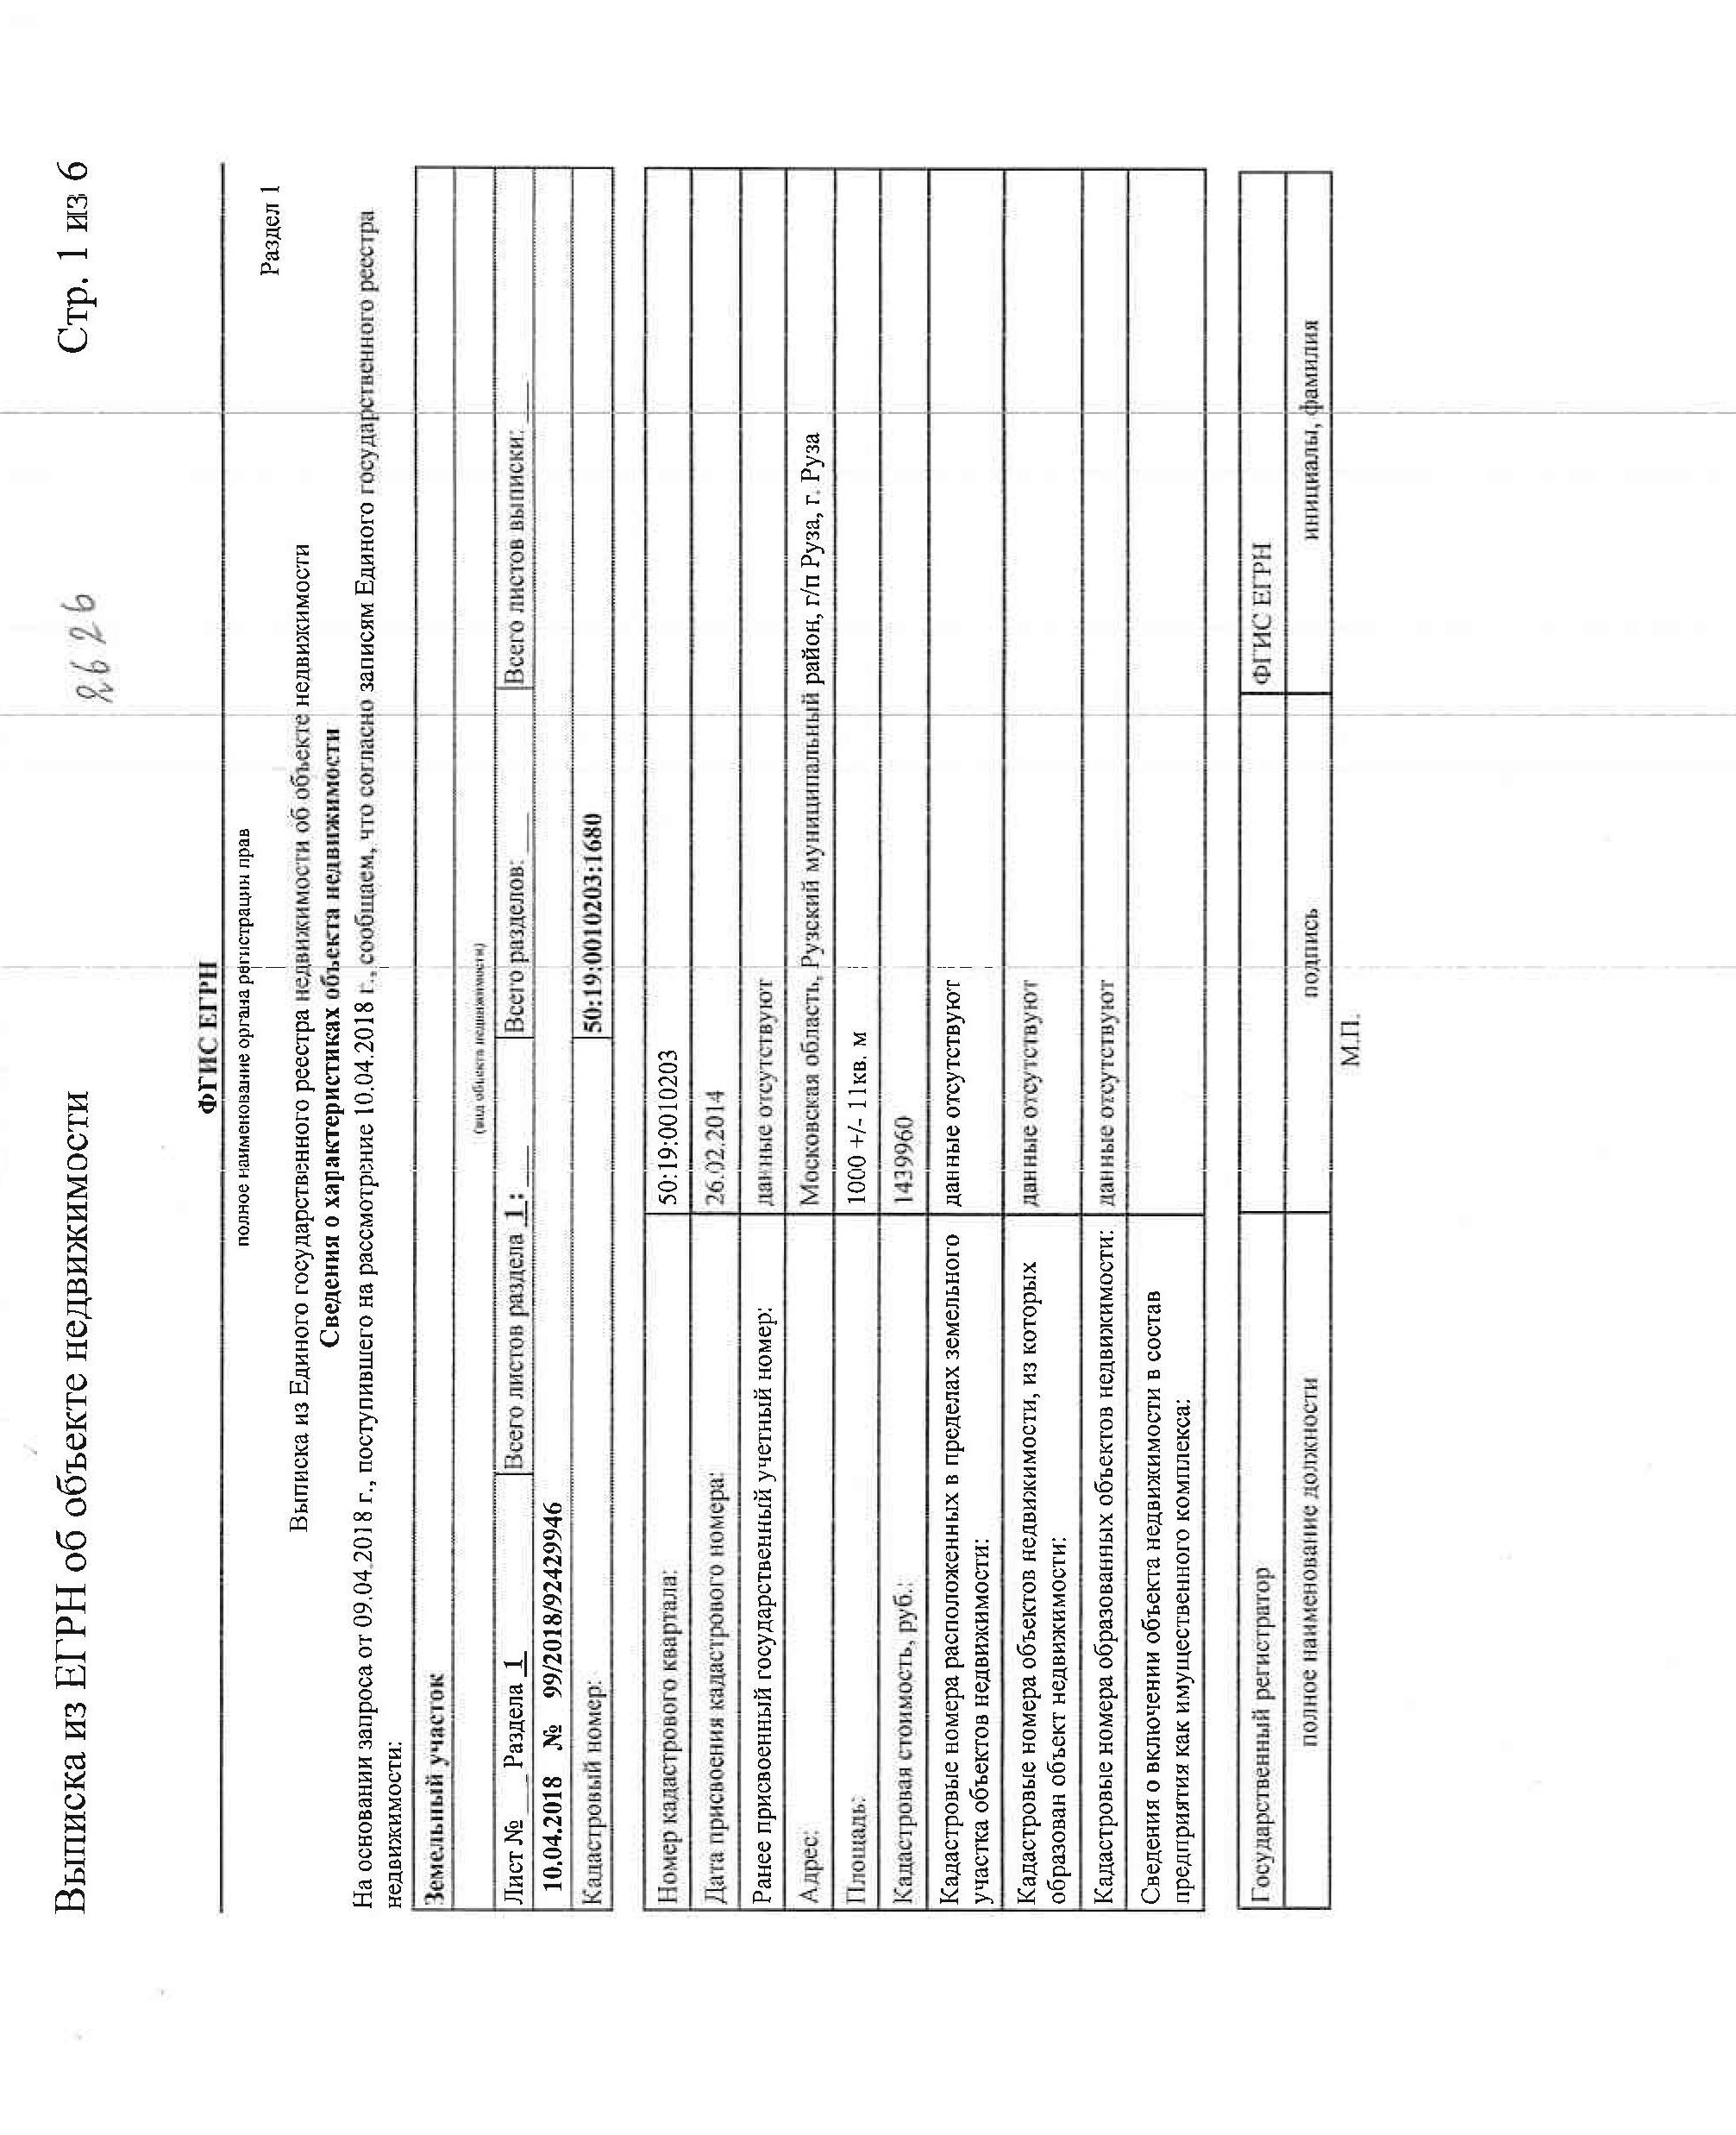 Выписка из ЕГРН об объекте недвижимости Стр. 1 из 6
2626
ФГИС ЕГРН
полное наименование органа регистрации прав
Раздел 1
Выписка из Единого государственного реестра недвижимости об объекте недвижимости
Сведения о характеристиках объекта недвижимости
На основании запроса от 09.04.2018 г., поступившего на рассмотрение 10.04.2018 г., сообщаем, что согласно записям Единого государственного реестра
недвижимости:
Земельный участок
(вид объекта недвижимости)
Лист № ___ Раздела 1 Всего листов раздела 1: ___ Всего разделов: ___ Всего листов выписки: ___
10.04.2018 № 99/2018/92429946
Кадастровый номер: 50:19:0010203:1680
Номер кадастрового квартала: 50:19:0010203
Дата присвоения кадастрового номера: 26.02.2014
Ранее присвоенный государственный учетный номер: данные отсутствуют
Адрес: Московская область, Рузский муниципальный район, г/п Руза, г. Руза
Площадь: 1000 +/- 11кв. м
Кадастровая стоимость, руб.: 1439960
Кадастровые номера расположенных в пределах земельного данные отсутствуют
участка объектов недвижимости:
Кадастровые номера объектов недвижимости, из которых данные отсутствуют
образован объект недвижимости:
Кадастровые номера образованных объектов недвижимости: данные отсутствуют
Сведения о включении объекта недвижимости в состав
предприятия как имущественного комплекса:
Государственный регистратор ФГИС ЕГРН
полное наименование должности подпись инициалы, фамилия
М.П.